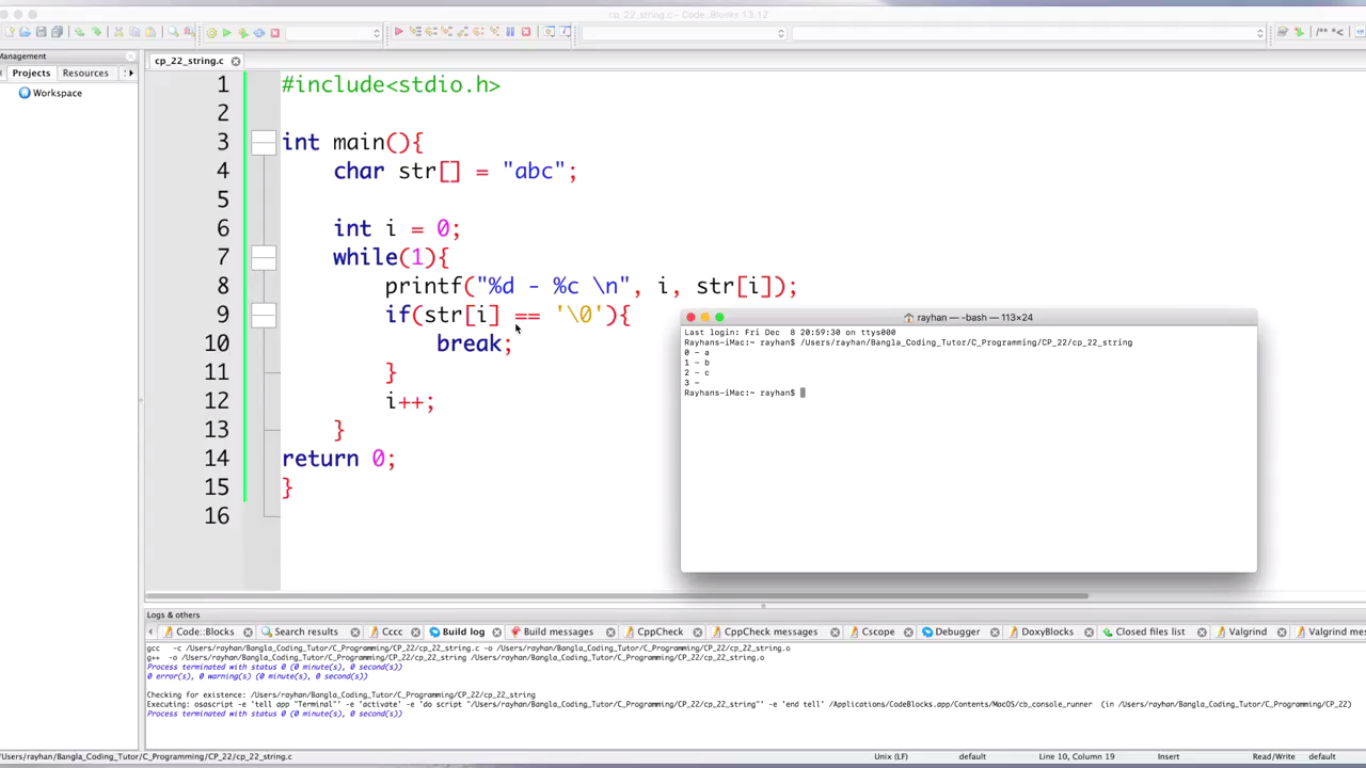 cp_22_string.c – Code::Blocks 13.12
/** *<
Management
Projects Resources
Workspace
cp_22_string.c
1 #include<stdio.h>
2
3 int main(){
4 char str[] = "abc";
5
6 int i = 0;
7 while(1){
8 printf("%d - %c \n", i, str[i]);
9 if(str[i] == '\0'){
10 break;
11 }
12 i++;
13 }
14 return 0;
15 }
16
rayhan — -bash — 113×24
Last login: Fri Dec  8 20:59:30 on ttys000
Rayhans-iMac:~ rayhan$ /Users/rayhan/Bangla_Coding_Tutor/C_Programming/CP_22/cp_22_string
0 - a
1 - b
2 - c
3 -
Rayhans-iMac:~ rayhan$
Logs & others
Code::Blocks Search results Cccc Build log Build messages CppCheck CppCheck messages Cscope Debugger DoxyBlocks Closed files list Valgrind Valgrind mes
gcc   -c /Users/rayhan/Bangla_Coding_Tutor/C_Programming/CP_22/cp_22_string.c -o /Users/rayhan/Bangla_Coding_Tutor/C_Programming/CP_22/cp_22_string.o
g++  -o /Users/rayhan/Bangla_Coding_Tutor/C_Programming/CP_22/cp_22_string /Users/rayhan/Bangla_Coding_Tutor/C_Programming/CP_22/cp_22_string.o
Process terminated with status 0 (0 minute(s), 0 second(s))
0 error(s), 0 warning(s) (0 minute(s), 0 second(s))
Checking for existence: /Users/rayhan/Bangla_Coding_Tutor/C_Programming/CP_22/cp_22_string
Executing: osascript -e 'tell app "Terminal"' -e 'activate' -e 'do script "/Users/rayhan/Bangla_Coding_Tutor/C_Programming/CP_22/cp_22_string"' -e 'end tell' /Applications/CodeBlocks.app/Contents/MacOS/cb_console_runner  (in /Users/rayhan/Bangla_Coding_Tutor/C_Programming/CP_22)
Process terminated with status 0 (0 minute(s), 0 second(s))
/Users/rayhan/Bangla_Coding_Tutor/C_Programming/CP_22/cp_22_string.c Unix (LF) default Line 10, Column 19 Insert Read/Write default